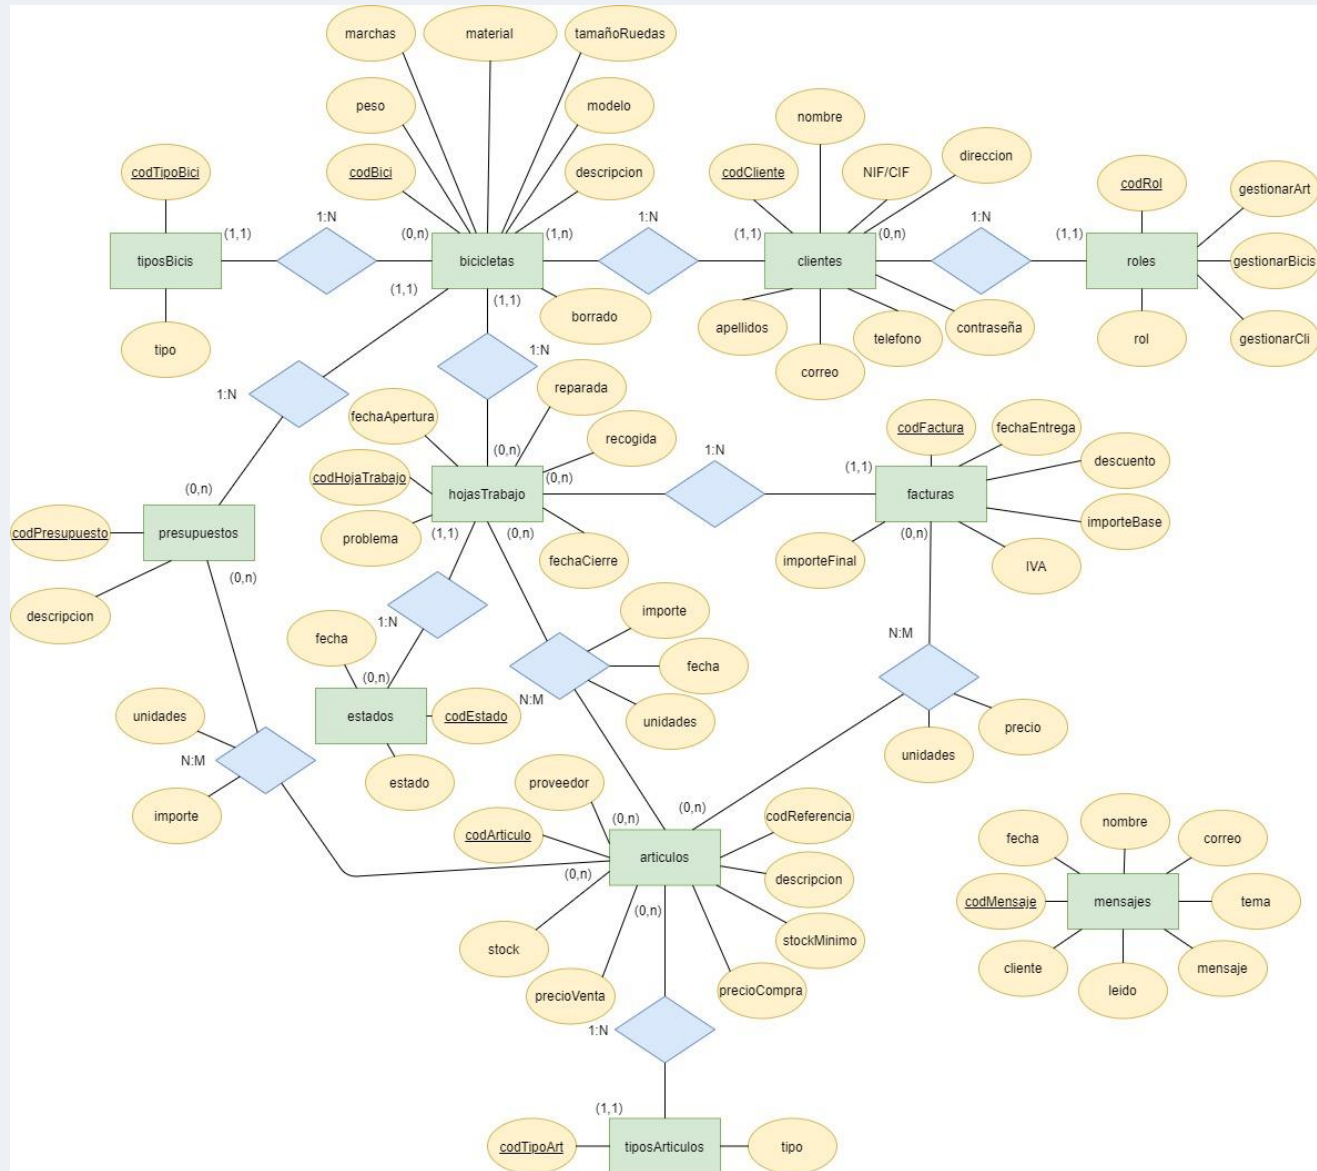 marchas
material
tamañoRuedas
peso
modelo
nombre
codTipoBici
codBici
descripcion
codCliente
NIF/CIF
direccion
codRol
gestionarArt
1:N
1:N
1:N
(1,1)
(0,n)
(1,n)
(1,1)
(0,n)
(1,1)
tiposBicis
bicicletas
clientes
roles
gestionarBicis
(1,1)
(1,1)
borrado
apellidos
telefono
contraseña
tipo
correo
rol
gestionarCli
1:N
1:N
reparada
fechaApertura
codFactura
fechaEntrega
recogida
(0,n)
1:N
descuento
codHojaTrabajo
(0,n)
(1,1)
(0,n)
hojasTrabajo
facturas
codPresupuesto
presupuestos
problema
(1,1)
(0,n)
(0,n)
importeBase
(0,n)
fechaCierre
importeFinal
IVA
descripcion
importe
1:N
fecha
N:M
fecha
(0,n)
N:M
unidades
estados
codEstado
unidades
precio
N:M
unidades
estado
proveedor
importe
(0,n)
(0,n)
codReferencia
codArticulo
fecha
nombre
correo
articulos
(0,n)
descripcion
(0,n)
codMensaje
mensajes
tema
stock
stockMinimo
cliente
leido
mensaje
precioVenta
precioCompra
1:N
(1,1)
codTipoArt
tiposArticulos
tipo